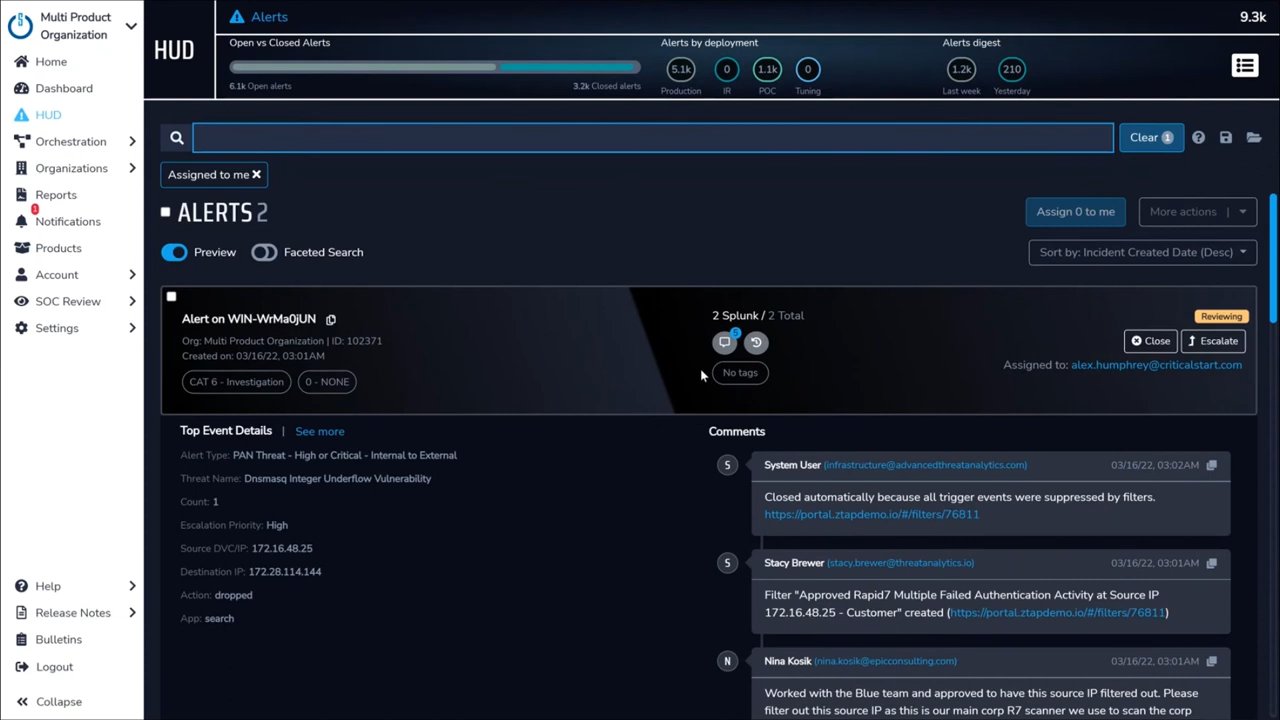 Multi Product
Organization
Home
Dashboard
HUD
Orchestration
Organizations
Reports
1
Notifications
Products
Account
SOC Review
Settings
Help
Release Notes
Bulletins
Logout
Collapse
HUD
Alerts
9.3k
Open vs Closed Alerts
6.1k Open alerts
3.2k Closed alerts
Alerts by deployment
5.1k
0
1.1k
0
Production
IR
POC
Tuning
Alerts digest
1.2k
210
Last week
Yesterday
Clear 1
Assigned to me
ALERTS 2
Assign 0 to me
More actions |
Preview
Faceted Search
Sort by: Incident Created Date (Desc)
Alert on WIN-WrMa0jUN
Org: Multi Product Organization | ID: 102371
Created on: 03/16/22, 03:01AM
CAT 6 - Investigation
0 - NONE
2 Splunk / 2 Total
5
No tags
Reviewing
Close
Escalate
Assigned to: alex.humphrey@criticalstart.com
Top Event Details | See more
Alert Type: PAN Threat - High or Critical - Internal to External
Threat Name: Dnsmasq Integer Underflow Vulnerability
Count: 1
Escalation Priority: High
Source DVC/IP: 172.16.48.25
Destination IP: 172.28.114.144
Action: dropped
App: search
Comments
S
System User (infrastructure@advancedthreatanalytics.com)
03/16/22, 03:02AM
Closed automatically because all trigger events were suppressed by filters.
https://portal.ztapdemo.io/#/filters/76811
S
Stacy Brewer (stacy.brewer@threatanalytics.io)
03/16/22, 03:01AM
Filter "Approved Rapid7 Multiple Failed Authentication Activity at Source IP
172.16.48.25 - Customer" created (https://portal.ztapdemo.io/#/filters/76811)
N
Nina Kosik (nina.kosik@epicconsulting.com)
03/16/22, 03:01AM
Worked with the Blue team and approved to have this source IP filtered out. Please
filter out this source IP as this is our main corp R7 scanner we use to scan the corp